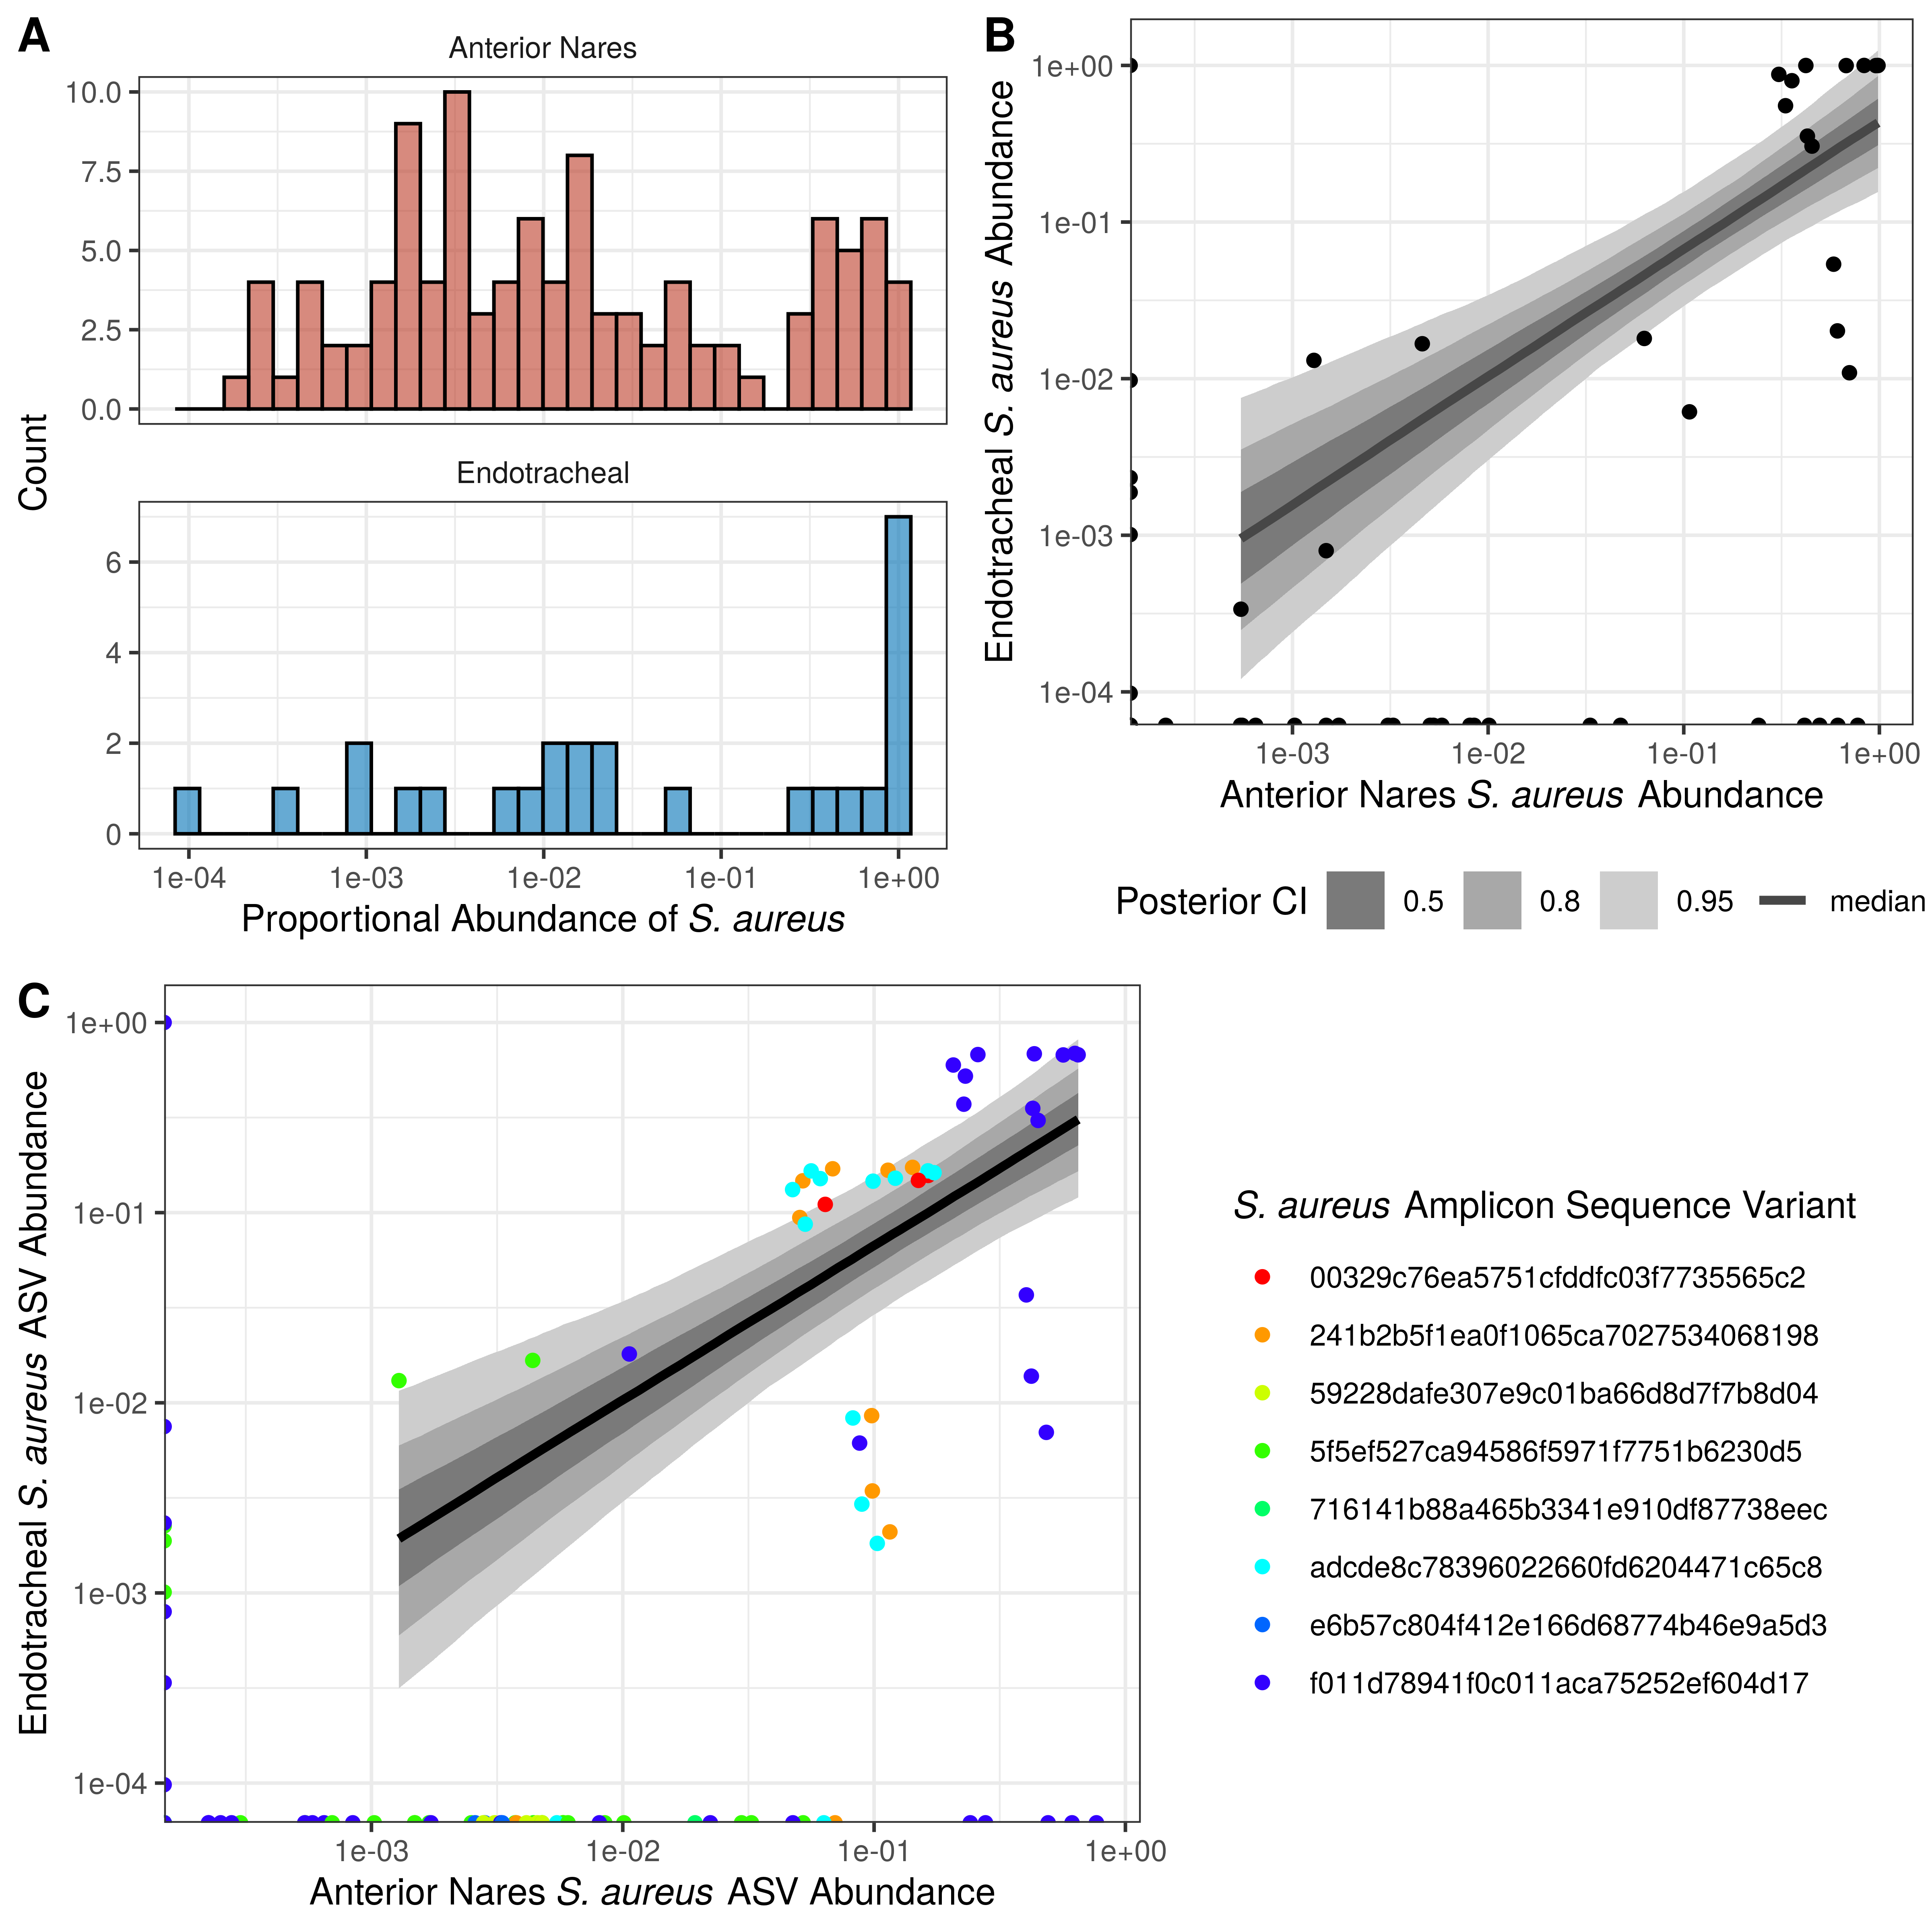 A
Anterior Nares
10.0
7.5
5.0
2.5
0.0
Count
Endotracheal
6
4
2
0
1e-04 1e-03 1e-02 1e-01 1e+00
Proportional Abundance of S. aureus
B
Endotracheal S. aureus Abundance
1e+00
1e-01
1e-02
1e-03
1e-04
1e-03 1e-02 1e-01 1e+00
Anterior Nares S. aureus Abundance
Posterior CI 0.5 0.8 0.95 median
C
Endotracheal S. aureus ASV Abundance
1e+00
1e-01
1e-02
1e-03
1e-04
1e-03 1e-02 1e-01 1e+00
Anterior Nares S. aureus ASV Abundance
S. aureus Amplicon Sequence Variant
00329c76ea5751cfddfc03f7735565c2
241b2b5f1ea0f1065ca7027534068198
59228dafe307e9c01ba66d8d7f7b8d04
5f5ef527ca94586f5971f7751b6230d5
716141b88a465b3341e910df87738eec
adcde8c78396022660fd6204471c65c8
e6b57c804f412e166d68774b46e9a5d3
f011d78941f0c011aca75252ef604d17